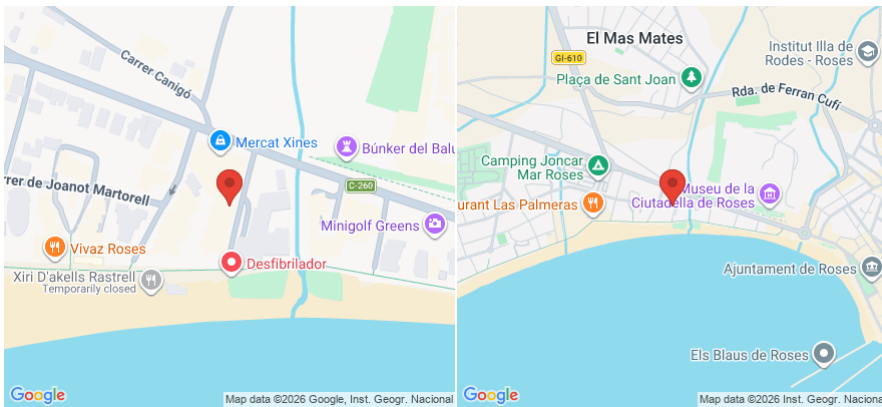 Carrer Canigó
Mercat Xines
Búnker del Balu
C-260
rrer de Joanot Martorell
Minigolf Greens
Vivaz Roses
Desfibrilador
Xiri D'akells Rastrell
Temporarily closed
Google
Map data ©2026 Google, Inst. Geogr. Nacional
El Mas Mates
Institut Illa de
Rodes - Roses
GI-610
Plaça de Sant Joan
Rda. de Ferran Cufí
Camping Joncar
Mar Roses
Museu de la
Ciutadella de Roses
urant Las Palmeras
Ajuntament de Roses
Els Blaus de Roses
Google
Map data ©2026 Google, Inst. Geogr. Naciona